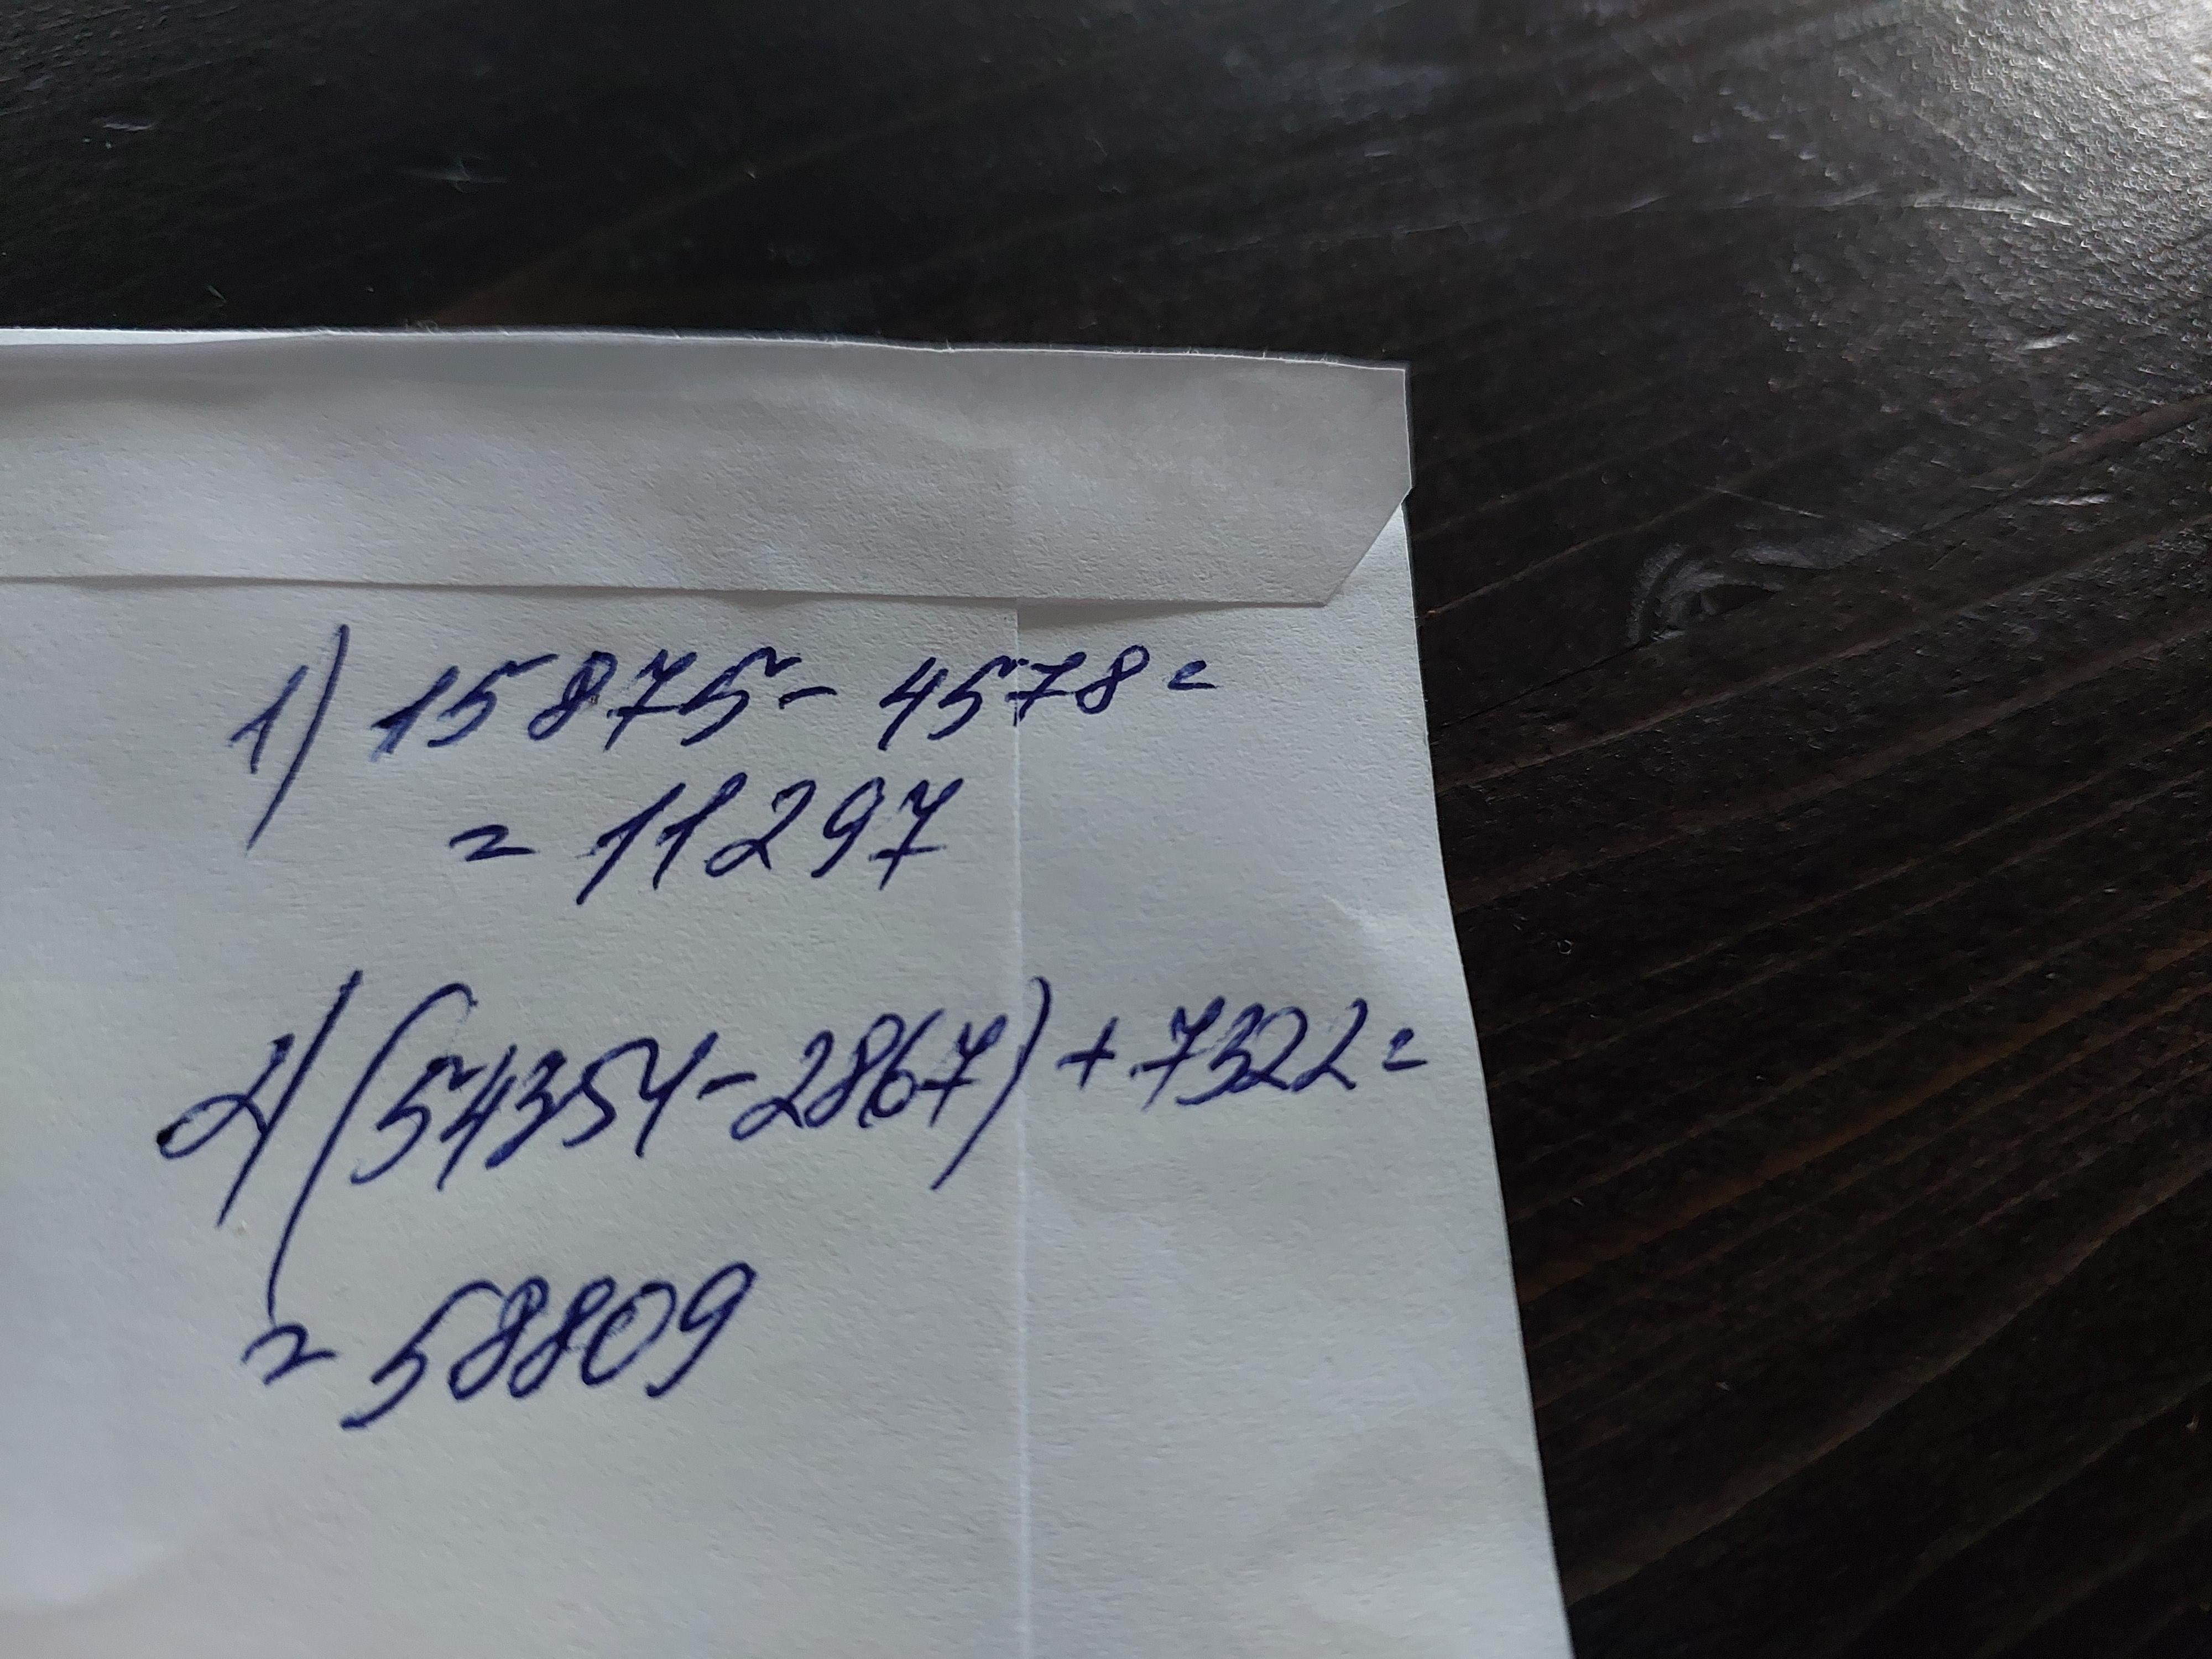 1) 15875 - 4578 =
= 11297
2) (54354 - 2867) + 7322 =
= 58809